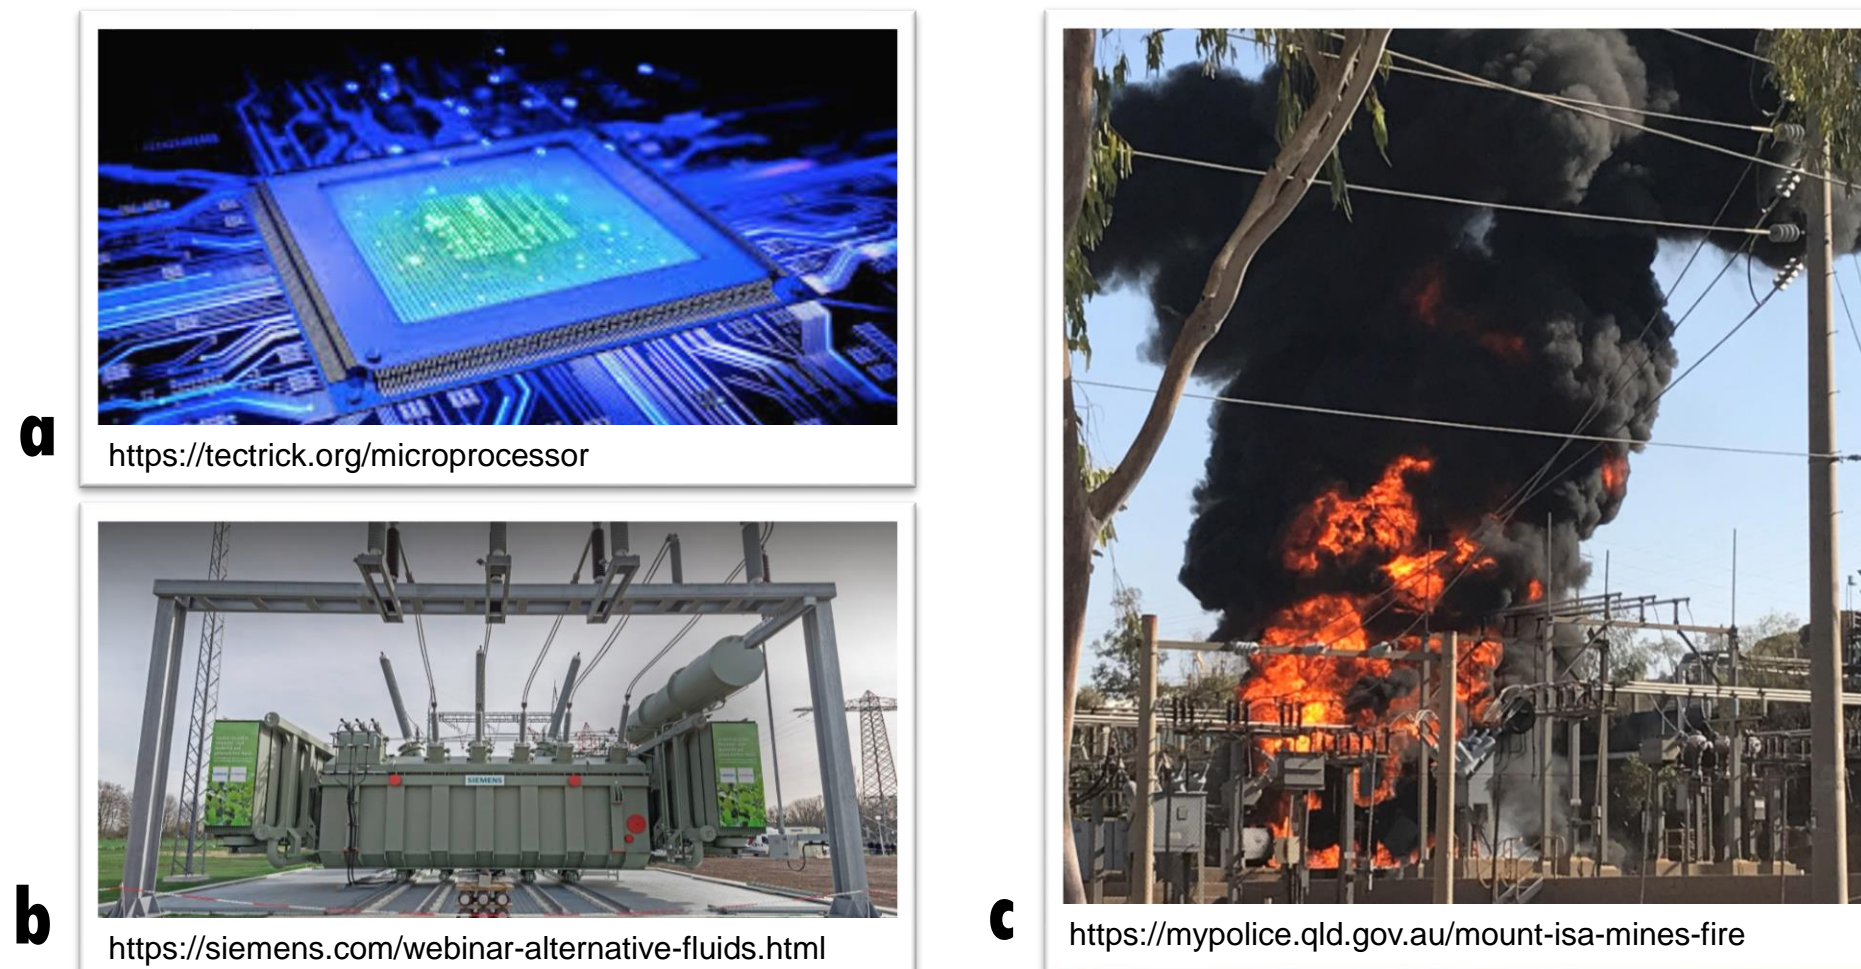 a
https://tectrick.org/microprocessor
SIEMENS
b
https://siemens.com/webinar-alternative-fluids.html
c
https://mypolice.qld.gov.au/mount-isa-mines-fire